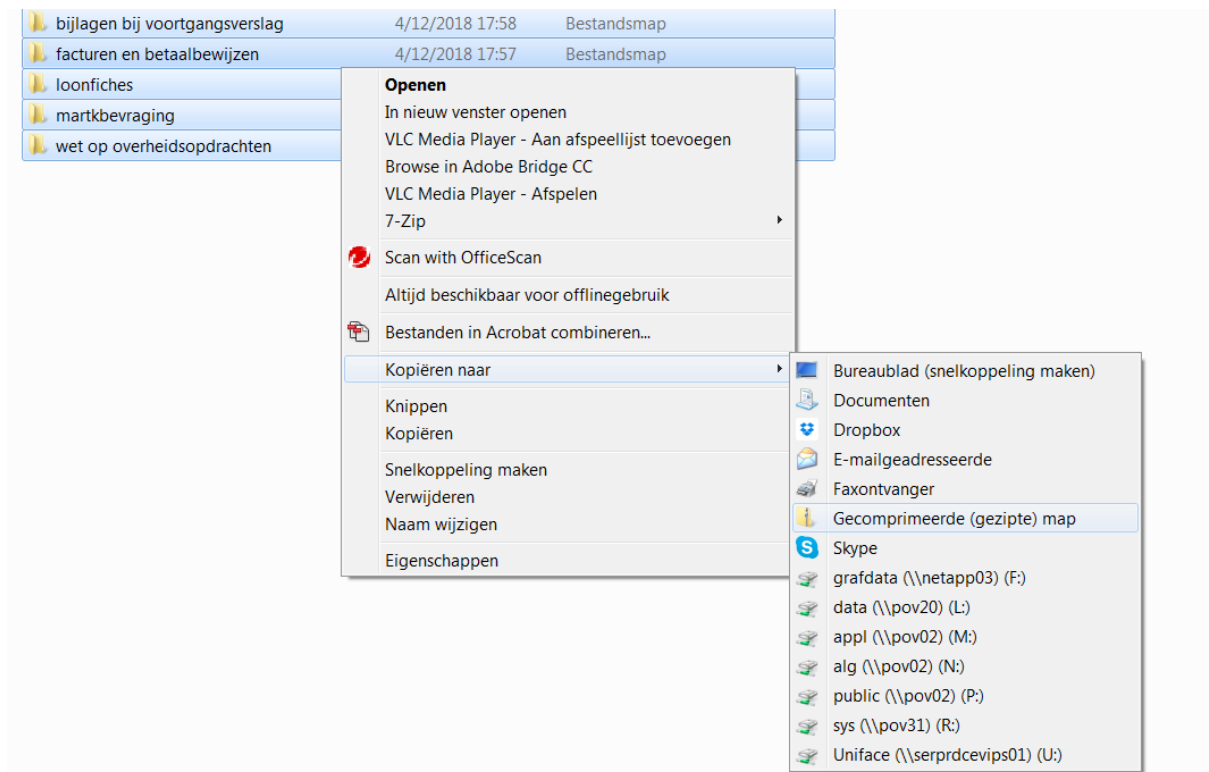 bijlagen bij voortgangsverslag 4/12/2018 17:58 Bestandsmap
facturen en betaalbewijzen 4/12/2018 17:57 Bestandsmap
loonfiches
martkbevraging
wet op overheidsopdrachten
Openen
In nieuw venster openen
VLC Media Player - Aan afspeellijst toevoegen
Browse in Adobe Bridge CC
VLC Media Player - Afspelen
7-Zip
Scan with OfficeScan
Altijd beschikbaar voor offlinegebruik
Bestanden in Acrobat combineren...
Kopiëren naar
Knippen
Kopiëren
Snelkoppeling maken
Verwijderen
Naam wijzigen
Eigenschappen
Bureaublad (snelkoppeling maken)
Documenten
Dropbox
E-mailgeadresseerde
Faxontvanger
Gecomprimeerde (gezipte) map
Skype
grafdata (\\netapp03) (F:)
data (\\pov20) (L:)
appl (\\pov02) (M:)
alg (\\pov02) (N:)
public (\\pov02) (P:)
sys (\\pov31) (R:)
Uniface (\\serprdcevips01) (U:)